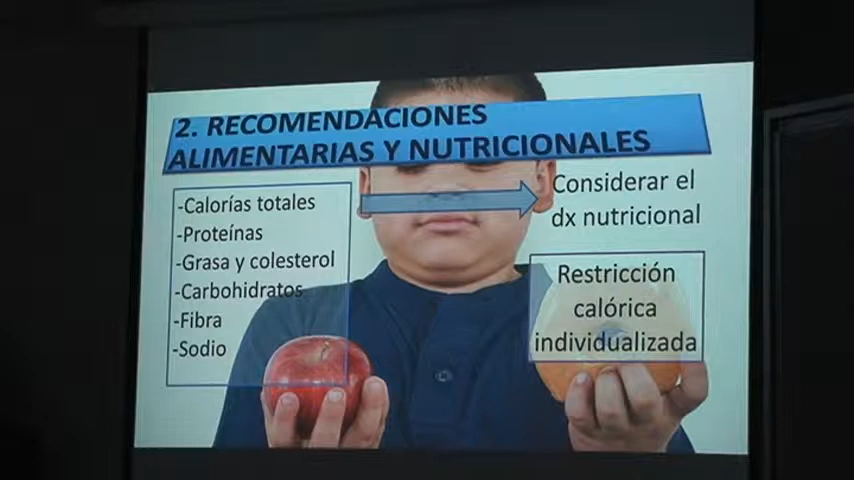 2. RECOMENDACIONES
ALIMENTARIAS Y NUTRICIONALES
-Calorías totales
-Proteínas
-Grasa y colesterol
-Carbohidratos
-Fibra
-Sodio
Considerar el
dx nutricional
Restricción
calórica
individualizada